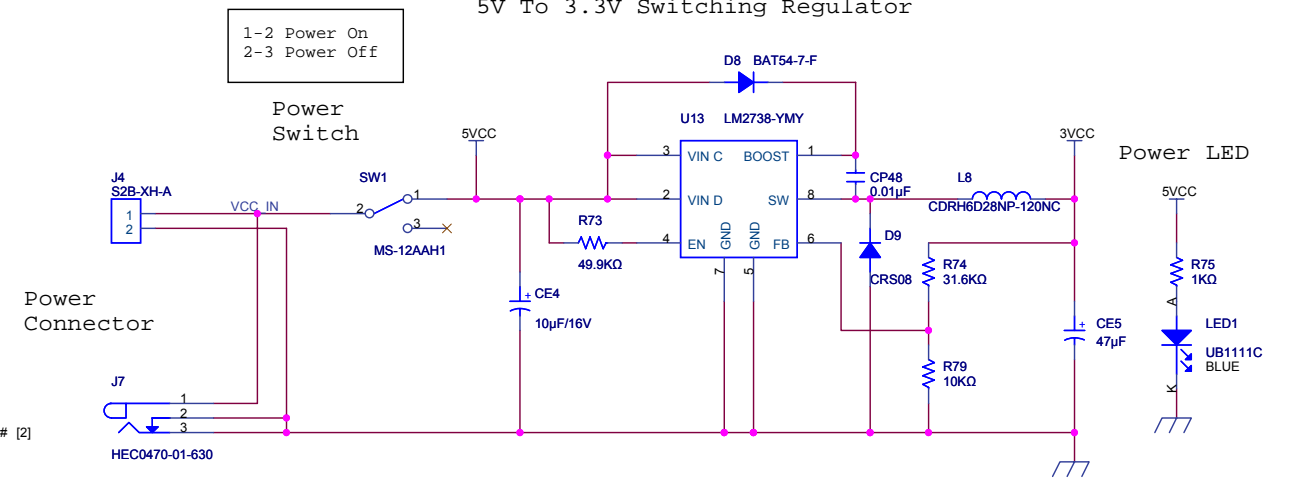 5V To 3.3V Switching Regulator
1-2 Power On
2-3 Power Off
Power
Switch
D8 BAT54-7-F
U13 LM2738-YMY
5VCC
3VCC
Power LED
3 VIN C BOOST 1
J4
S2B-XH-A
SW1
CP48
0.01µF
L8
CDRH6D28NP-120NC
5VCC
1
2
VCC_IN
2
1
3
MS-12AAH1
2 VIN D SW 8
R73
49.9KΩ
4 EN GND GND FB 6
7 5
D9
CRS08
R74
31.6KΩ
R75
1KΩ
A
Power
Connector
CE4
+
10µF/16V
CE5
+
47µF
LED1
UB1111C
BLUE
K
R79
10KΩ
J7
1
2
3
# [2]
HEC0470-01-630